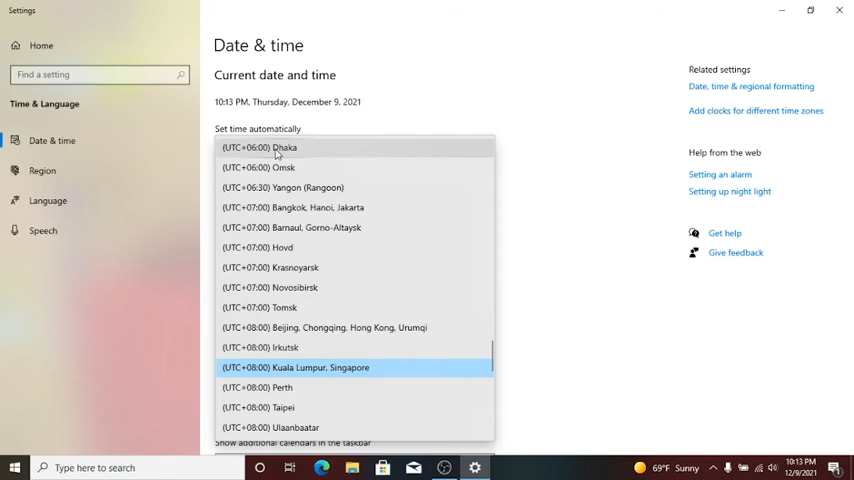 Settings
Home
Find a setting
Time & Language
Date & time
Region
Language
Speech
Date & time
Current date and time
10:13 PM, Thursday, December 9, 2021
Set time automatically
(UTC+06:00) Dhaka
(UTC+06:00) Omsk
(UTC+06:30) Yangon (Rangoon)
(UTC+07:00) Bangkok, Hanoi, Jakarta
(UTC+07:00) Barnaul, Gorno-Altaysk
(UTC+07:00) Hovd
(UTC+07:00) Krasnoyarsk
(UTC+07:00) Novosibirsk
(UTC+07:00) Tomsk
(UTC+08:00) Beijing, Chongqing, Hong Kong, Urumqi
(UTC+08:00) Irkutsk
(UTC+08:00) Kuala Lumpur, Singapore
(UTC+08:00) Perth
(UTC+08:00) Taipei
(UTC+08:00) Ulaanbaatar
Show additional calendars in the taskbar
Related settings
Date, time & regional formatting
Add clocks for different time zones
Help from the web
Setting an alarm
Setting up night light
Get help
Give feedback
Type here to search
69°F Sunny
10:13 PM
12/9/2021
1